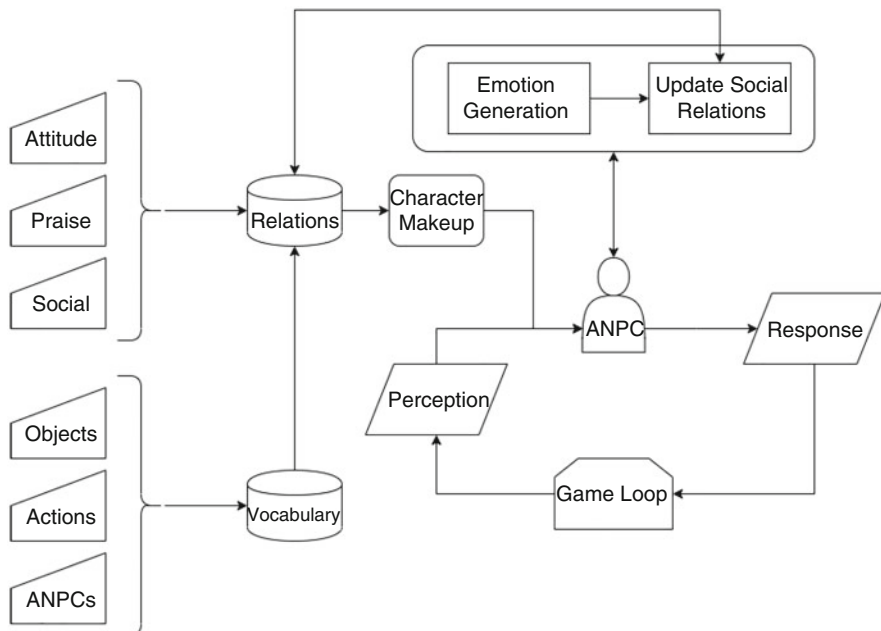 Emotion
Generation
Update Social
Relations
Attitude
Praise
Social
Relations
Character
Makeup
ANPC
Response
Perception
Objects
Actions
ANPCs
Vocabulary
Game Loop